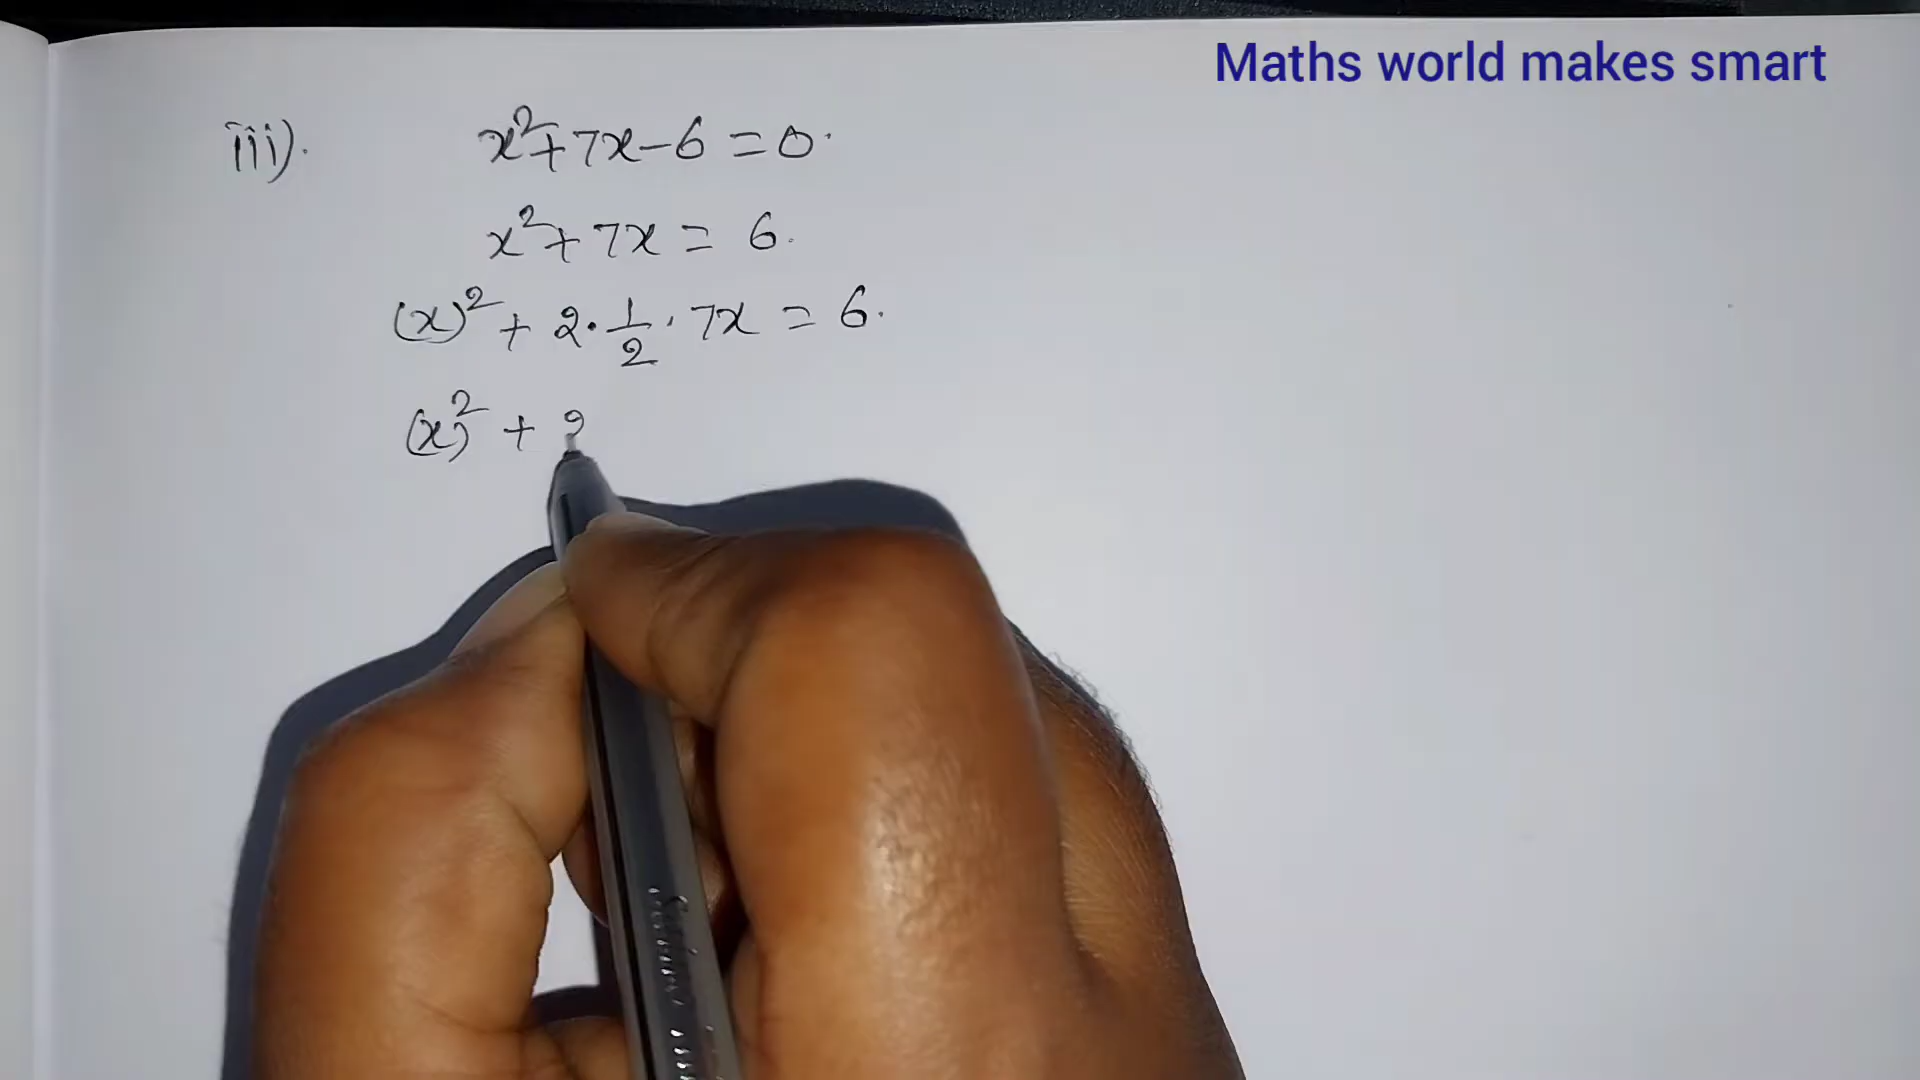 Maths world makes smart
iii). x²+7x-6=0.
x²+7x = 6.
(x)² + 2·1/2·7x = 6.
(x)² + 2